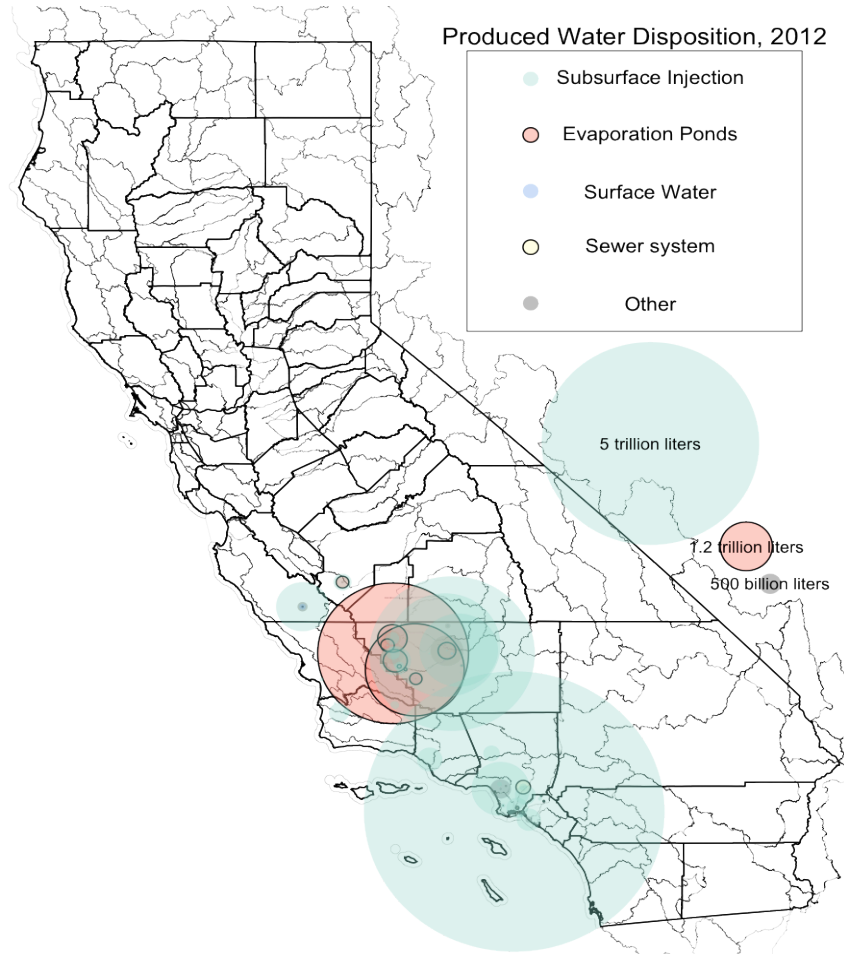 Produced Water Disposition, 2012
Subsurface Injection
Evaporation Ponds
Surface Water
Sewer system
Other
5 trillion liters
1.2 trillion liters
500 billion liters